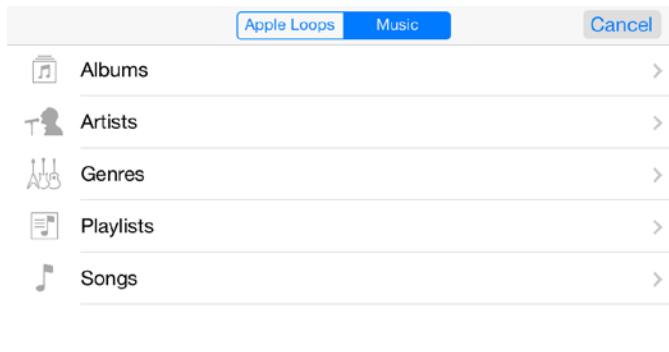 Apple Loops Music Cancel
Albums
Artists
Genres
Playlists
Songs